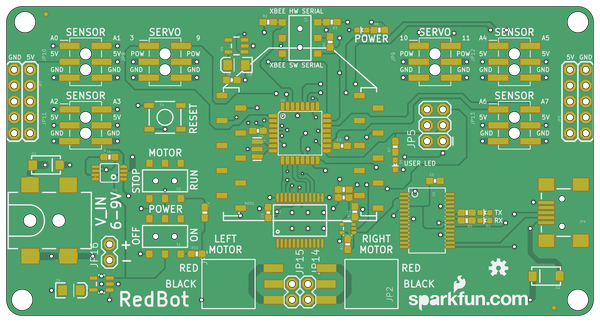 XBEE HW SERIAL
SENSOR
SERVO
POWER
SERVO
SENSOR
A0 A1
5V 5V
GND GND
3 9
POW POW
GND GND
10 11
POW POW
GND GND
A4 A5
5V 5V
GND GND
GND 5V
GND 5V
XBEE SW SERIAL
SENSOR
A2 A3
5V 5V
GND GND
RESET
JP5
SENSOR
A6 A7
5V 5V
GND GND
USER LED
MOTOR
STOP
RUN
POWER
OFF
ON
V_IN
6-9V
JP16
- +
TX
RX
LEFT
MOTOR
RIGHT
MOTOR
JP15
JP14
RED
BLACK
RED
BLACK
JP2
RedBot
sparkfun.com